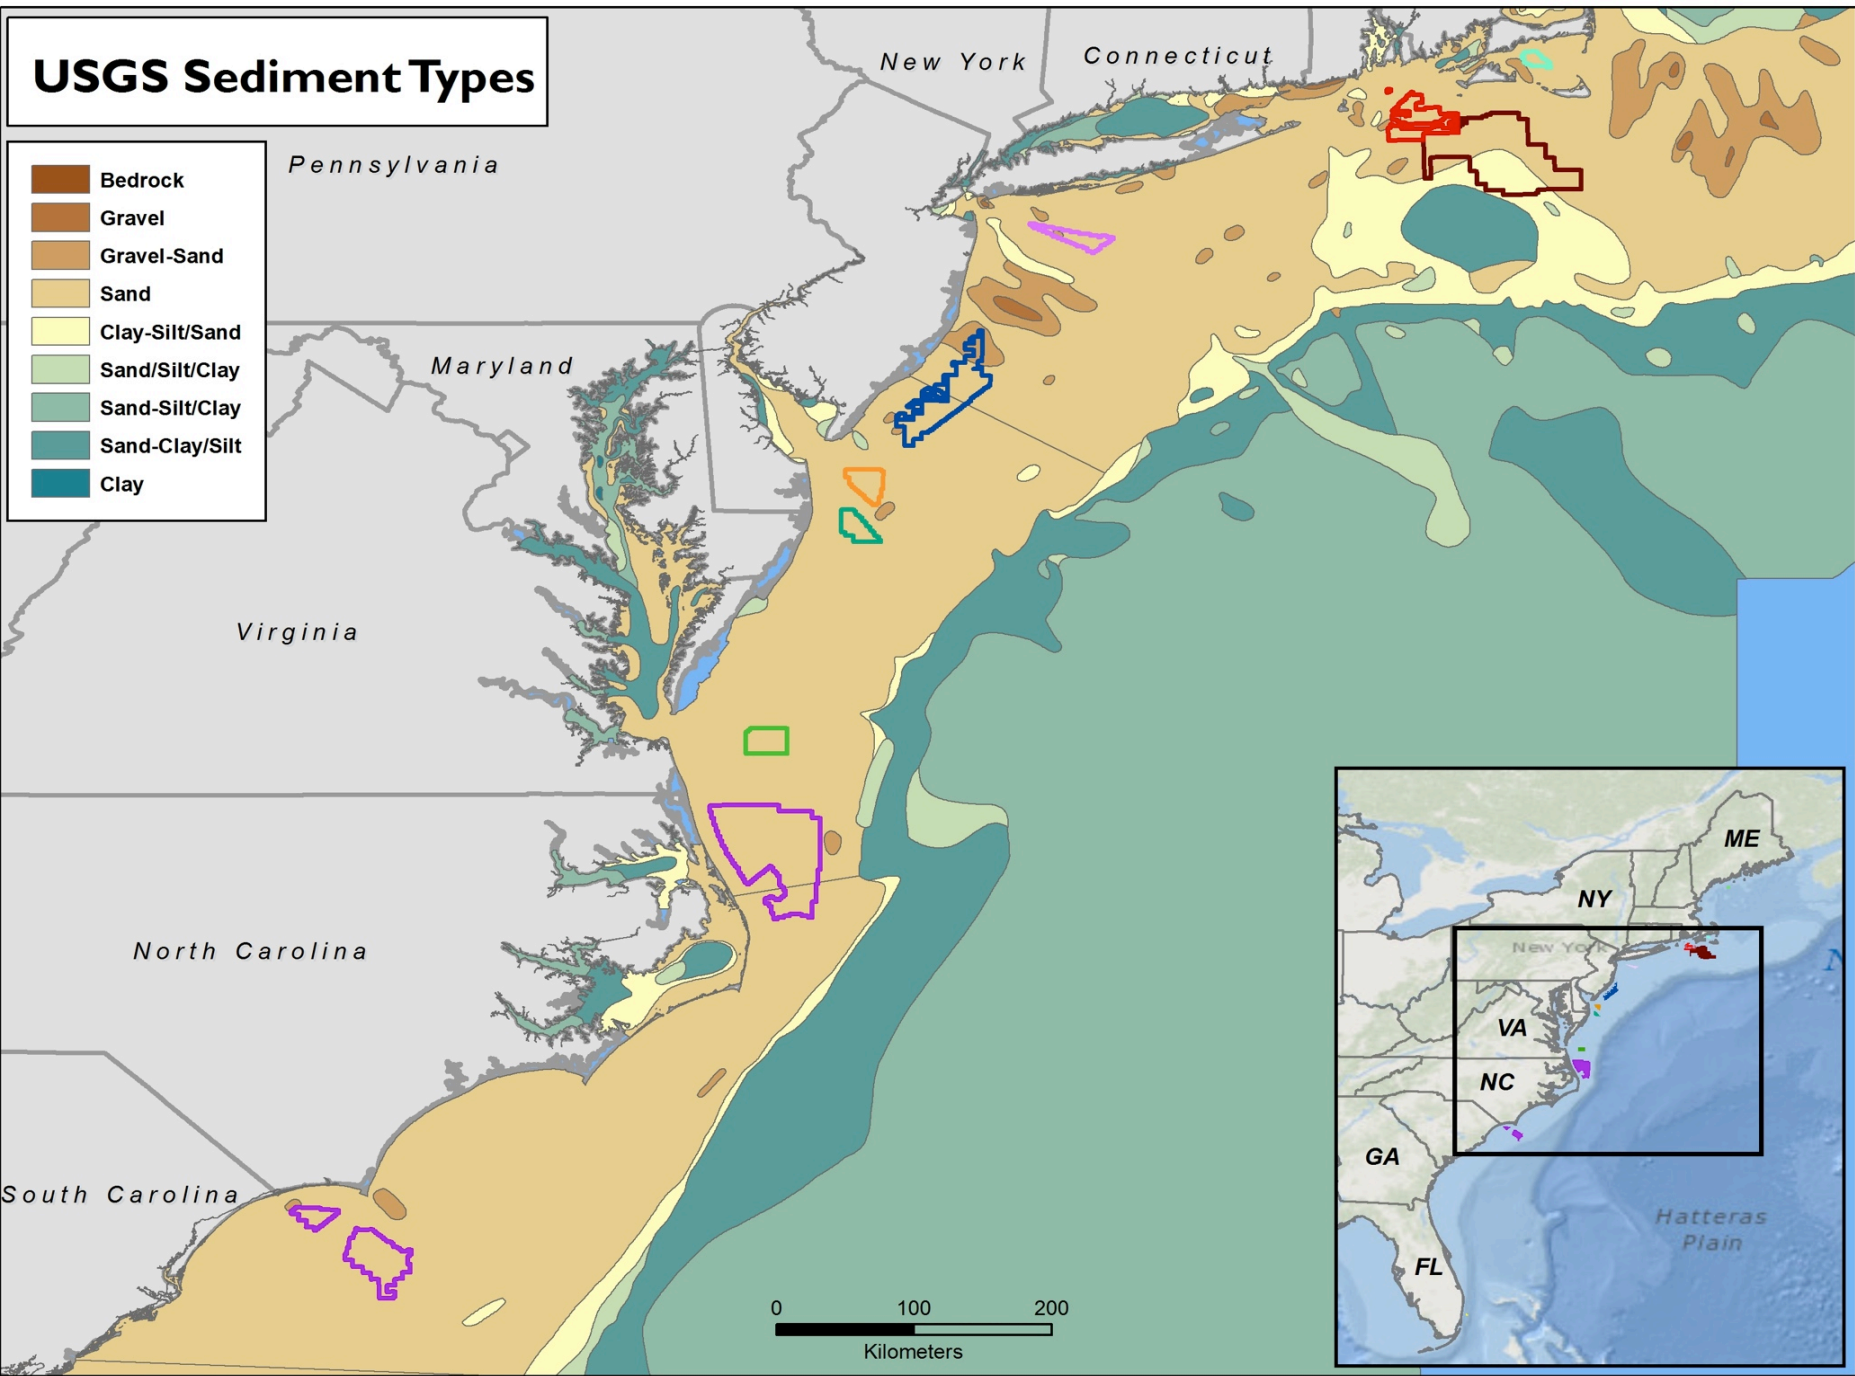 USGS Sediment Types
Bedrock
Gravel
Gravel-Sand
Sand
Clay-Silt/Sand
Sand/Silt/Clay
Sand-Silt/Clay
Sand-Clay/Silt
Clay
New York
Connecticut
Pennsylvania
Maryland
Virginia
North Carolina
South Carolina
0 100 200
Kilometers
ME
NY
New York
VA
NC
GA
FL
Hatteras
Plain